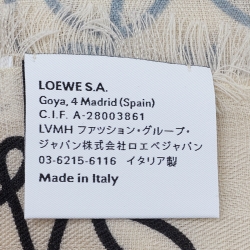 LOEWE S.A.
Goya, 4 Madrid (Spain)
C.I.F. A-28003861
LVMH ファッション・グループ・
ジャパン株式会社ロエベジャパン
03-6215-6116 イタリア製
Made in Italy